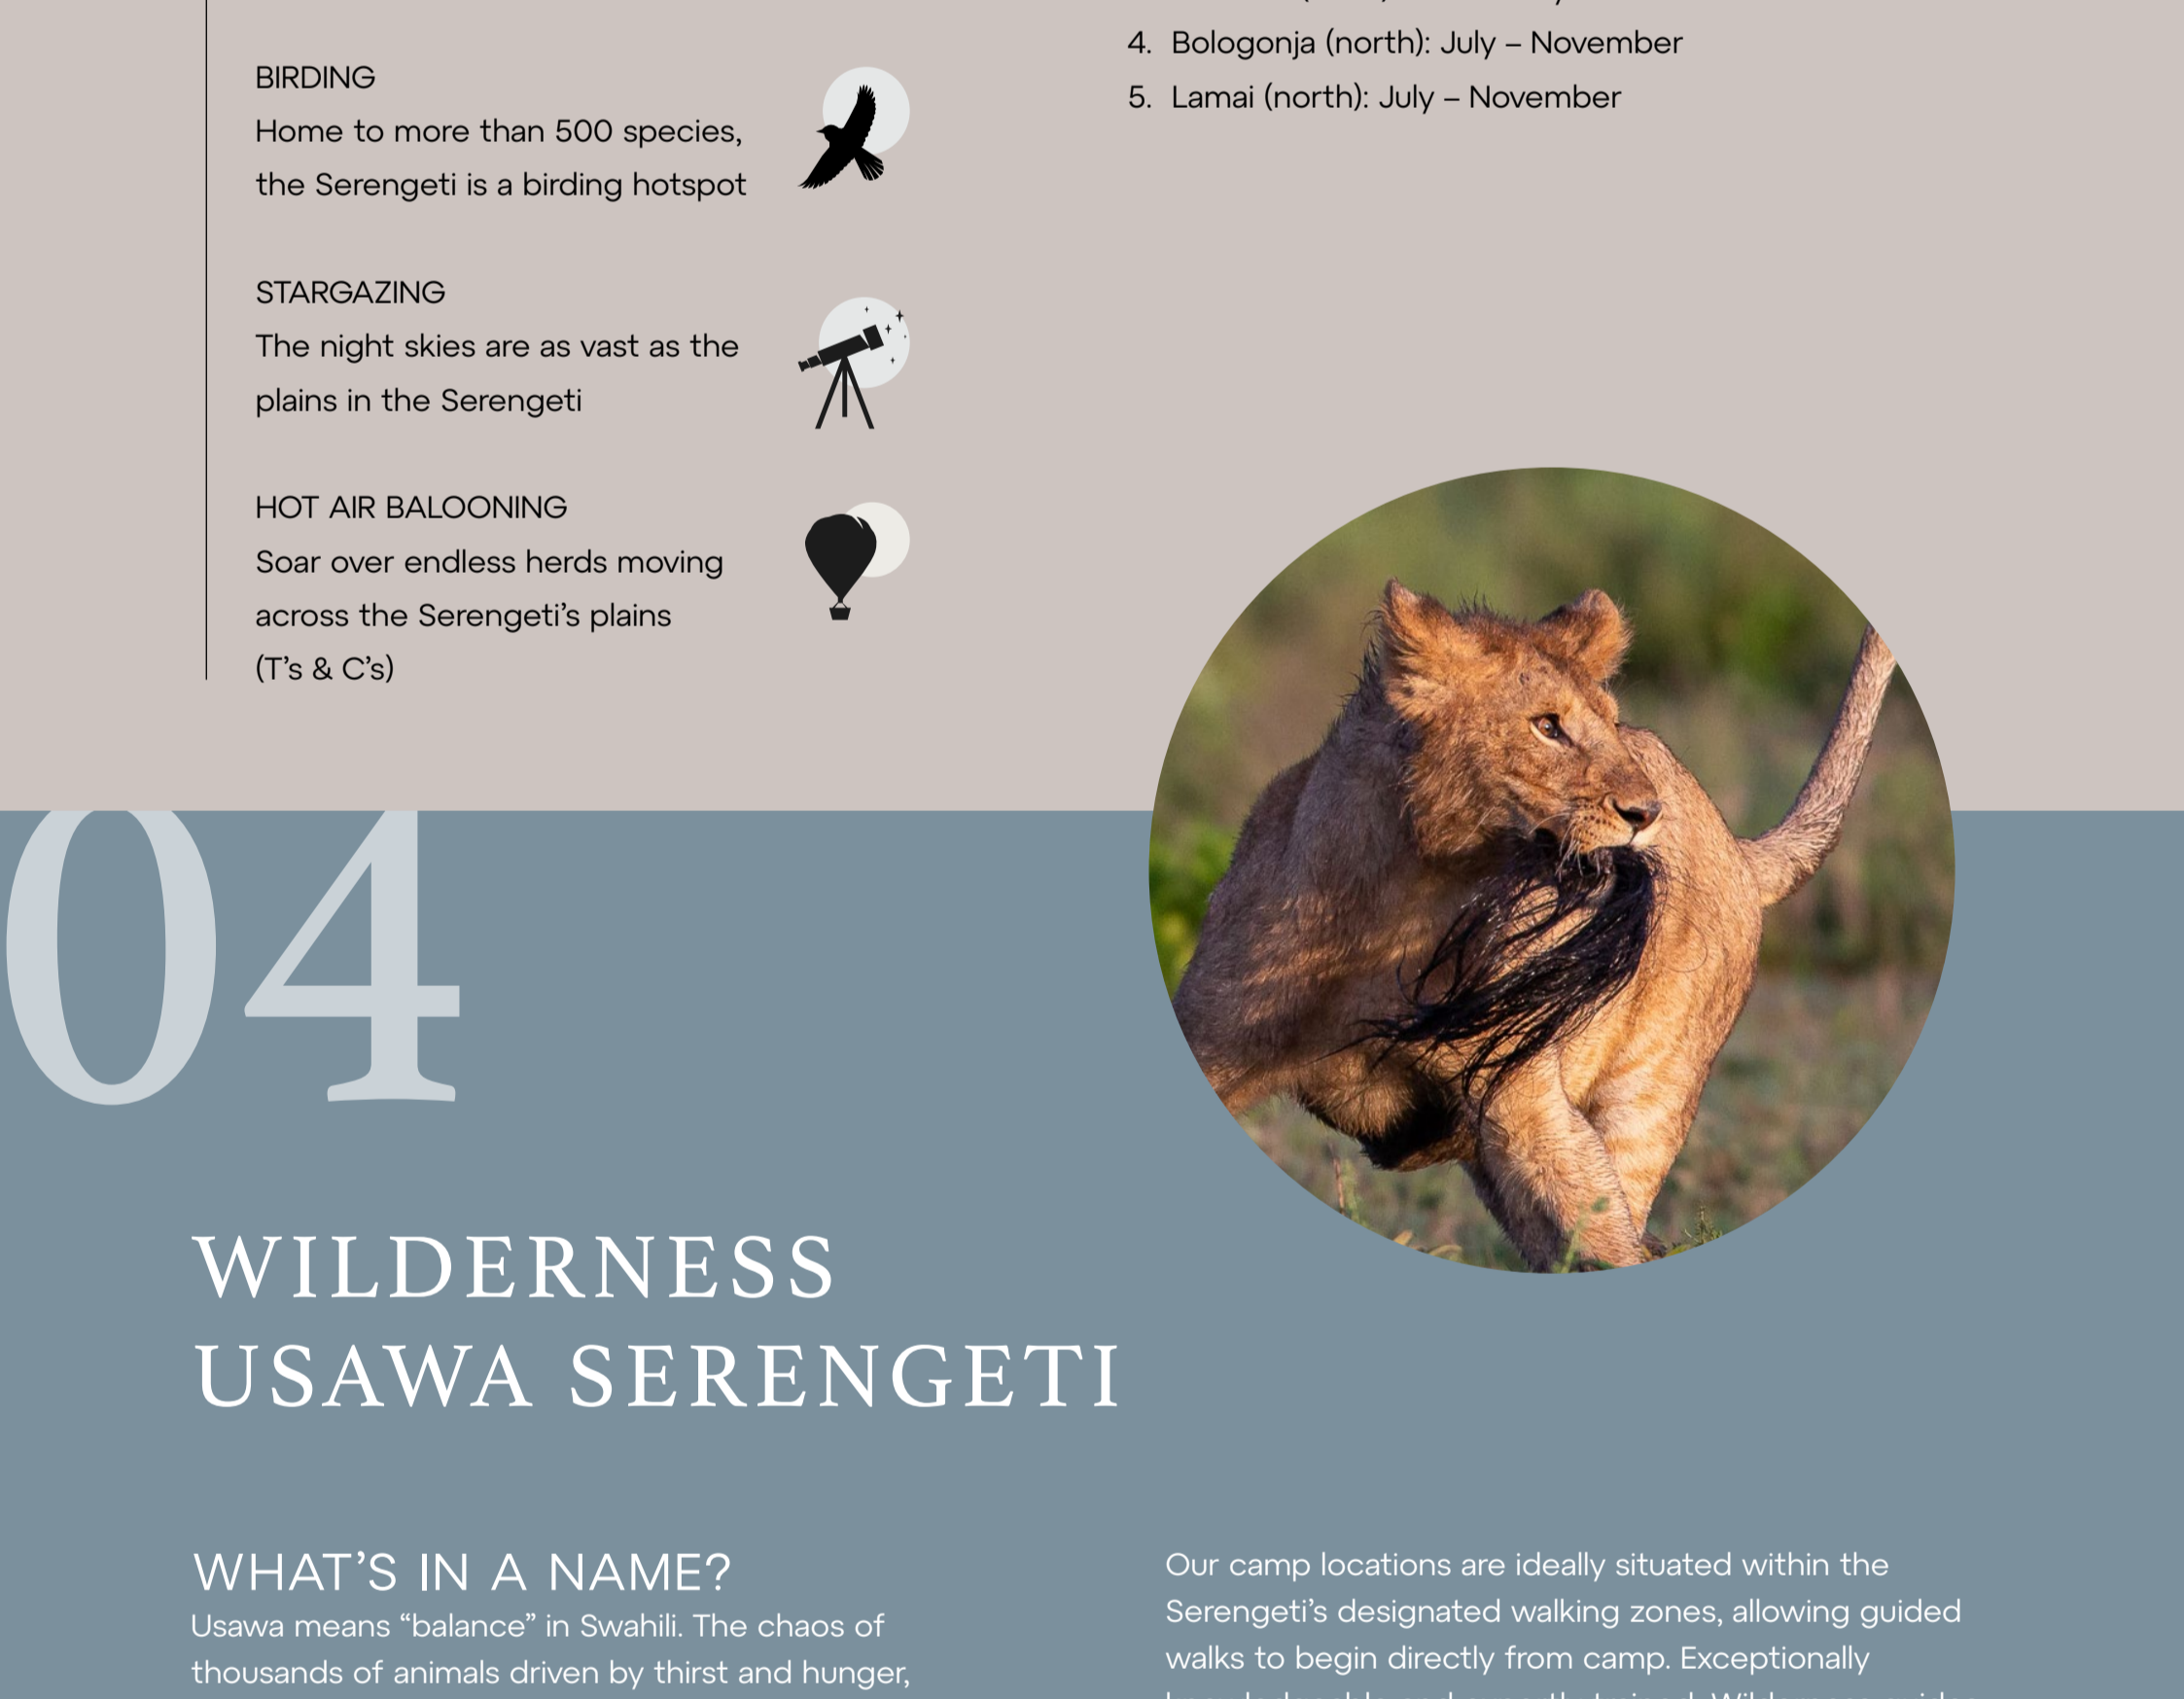 BIRDING
Home to more than 500 species,
the Serengeti is a birding hotspot
STARGAZING
The night skies are as vast as the
plains in the Serengeti
HOT AIR BALOONING
Soar over endless herds moving
across the Serengeti’s plains
(T’s & C’s)
4. Bologonja (north): July – November
5. Lamai (north): July – November
04
WILDERNESS
USAWA SERENGETI
WHAT’S IN A NAME?
Usawa means “balance” in Swahili. The chaos of
thousands of animals driven by thirst and hunger,
Our camp locations are ideally situated within the
Serengeti’s designated walking zones, allowing guided
walks to begin directly from camp. Exceptionally